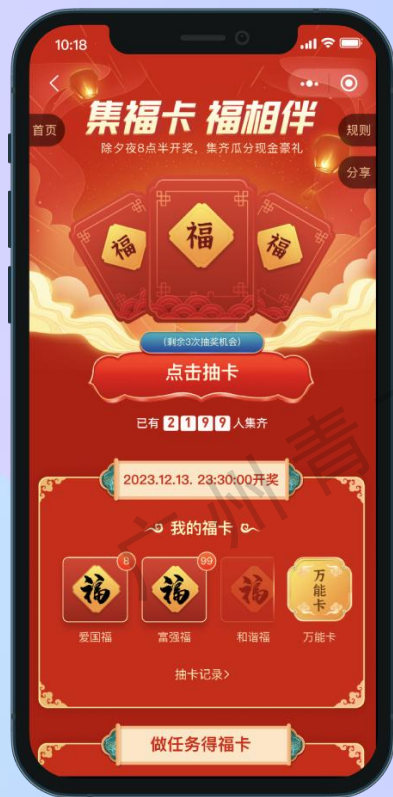 10:18
集福卡 福相伴
首页
规则
除夕夜8点半开奖，集齐瓜分现金豪礼
分享
福
福
福
(剩余3次抽奖机会)
点击抽卡
已有 2199 人集齐
2023.12.13. 23:30:00开奖
我的福卡
8
99
福
福
福
万能卡
爱国福
富强福
和谐福
万能卡
抽卡记录>
做任务得福卡
广州青